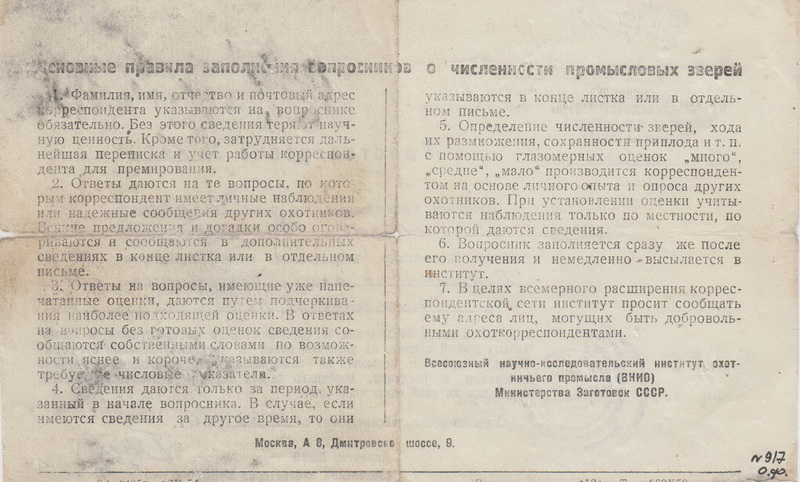 Основные правила заполнения вопросников о численности промысловых зверей
1. Фамилия, имя, отчество и почтовый адрес
корреспондента указываются на вопроснике
обязательно. Без этого сведения теряют науч-
ную ценность. Кроме того, затрудняется даль-
нейшая переписка и учет работы корреспон-
дента для премирования.
2. Ответы даются на те вопросы, по кото
рым корреспондент имеет личные наблюдения
или надежные сообщения других охотников.
Всякие предложения и догадки особо огова-
риваются и сообщаются в дополнительных
сведениях в конце листка или в отдельном
письме.
3. Ответы на вопросы, имеющие уже напе-
чатанные оценки, даются путем подчеркива-
ния наиболее подходящей оценки. В ответах
на вопросы без готовых оценок сведения со-
общаются собственными словами по возмож-
ности яснее и короче, указываются также
числовые
4. Сведения даются только за период, ука-
занный в начале вопросника. В случае, если
имеются сведения за другое время, то они
указываются в конце листка или в отдель-
ном письме.
5. Определение численности зверей, хода
их размножения, сохранности приплода и т. п.
с помощью глазомерных оценок „много",
„средне", „мало" производится корреспонден-
том на основе личного опыта и опроса других
охотников. При установлении оценки учиты-
ваются наблюдения только по местности, по
которой даются сведения.
6. Вопросник заполняется сразу же после
его получения и немедленно высылается в
институт.
7. В целях всемерного расширения коррес-
пондентской сети институт просит сообщать
ему адреса лиц, могущих быть доброволь-
ными охоткорреспондентами.
Всесоюзный научно-исследовательский институт охот-
ничьего промысла (ВНИО)
Министерства Заготовок СССР.
Москва, А 8, Дмитровское шоссе, 9.
№917
О.ф.